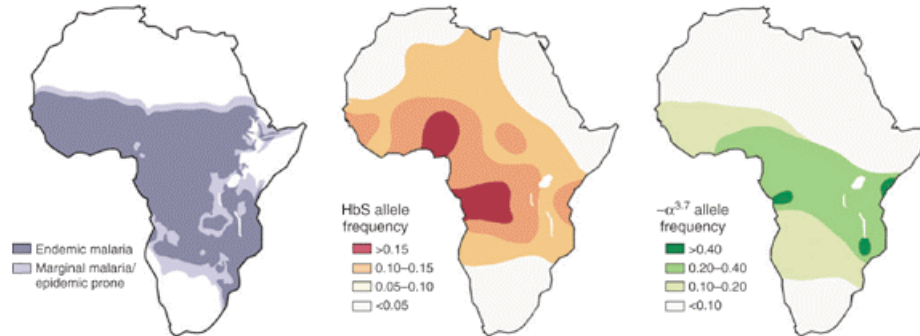 Endemic malaria
Marginal malaria/
epidemic prone
HbS allele
frequency
>0.15
0.10–0.15
0.05–0.10
<0.05
–α3.7 allele
frequency
>0.40
0.20–0.40
0.10–0.20
<0.10